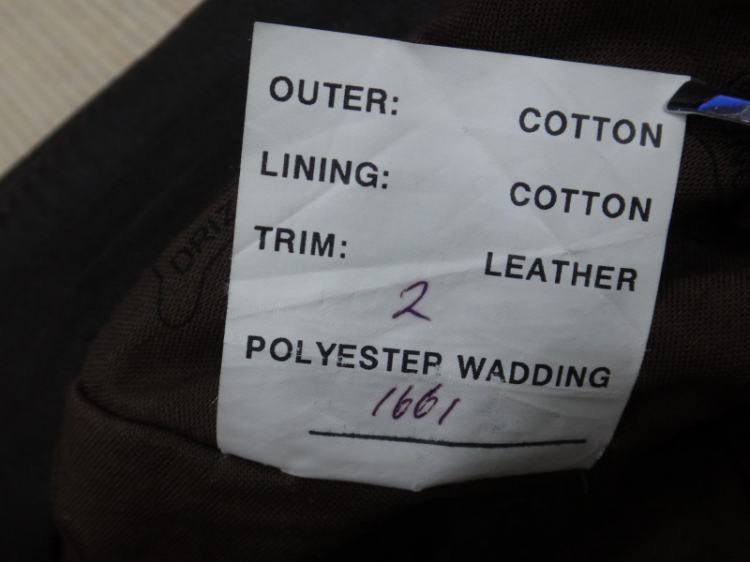 OUTER: COTTON
LINING: COTTON
TRIM: LEATHER
2
POLYESTER WADDING
1661